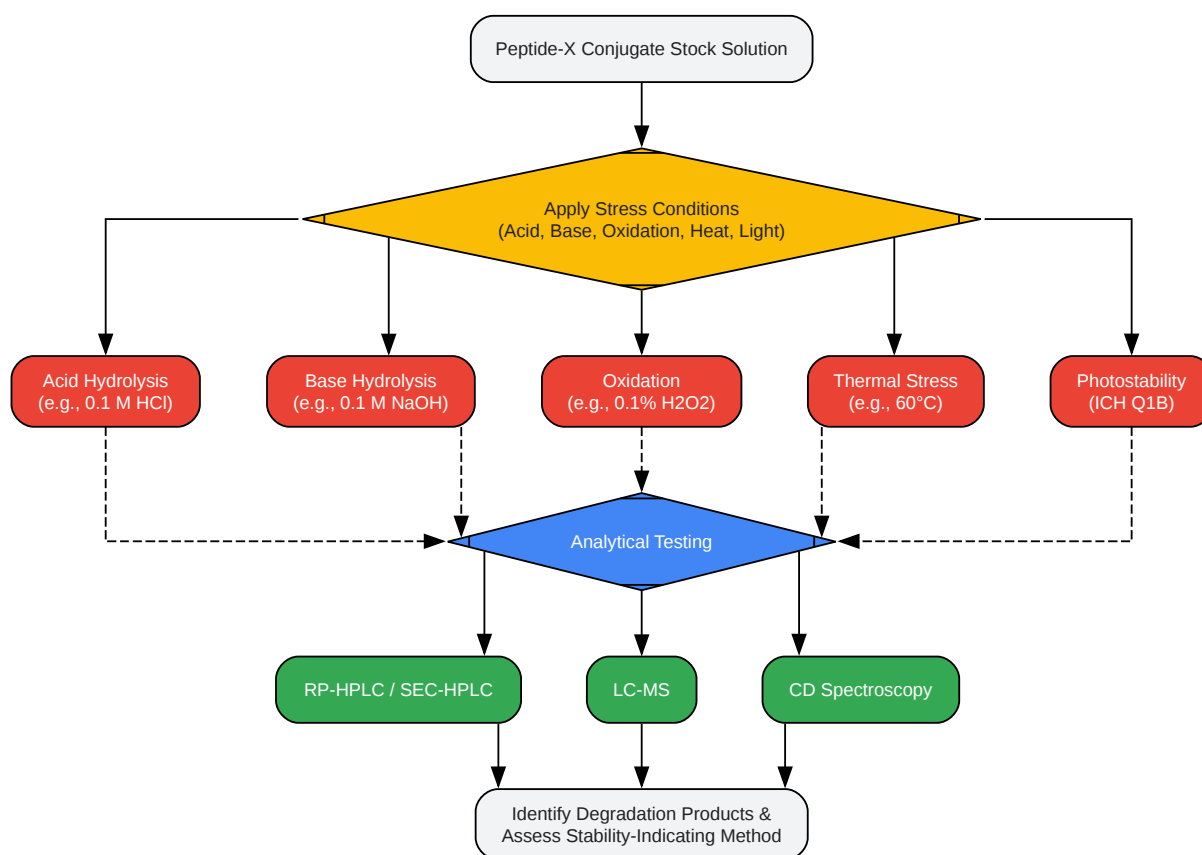 Peptide-X Conjugate Stock Solution
Apply Stress Conditions
(Acid, Base, Oxidation, Heat, Light)
Acid Hydrolysis
(e.g., 0.1 M HCl)
Base Hydrolysis
(e.g., 0.1 M NaOH)
Oxidation
(e.g., 0.1% H2O2)
Thermal Stress
(e.g., 60°C)
Photostability
(ICH Q1B)
Analytical Testing
RP-HPLC / SEC-HPLC
LC-MS
CD Spectroscopy
Identify Degradation Products &
Assess Stability-Indicating Method